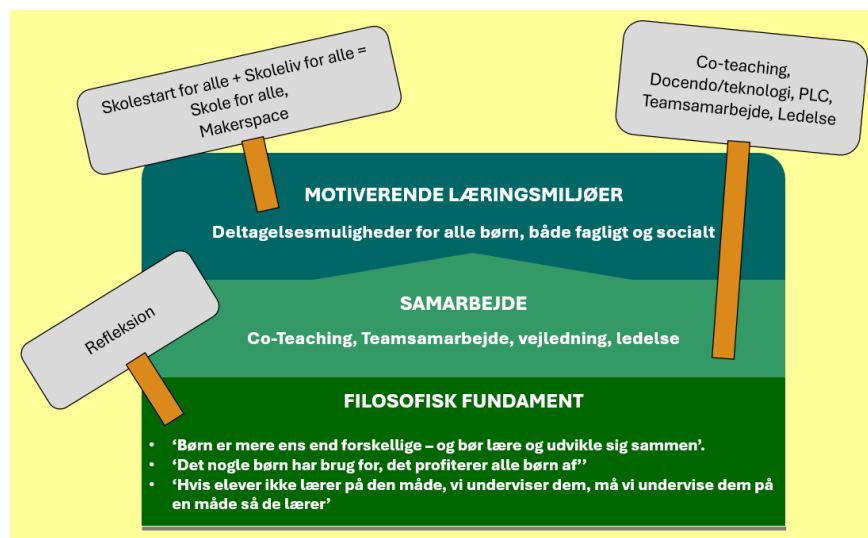 Skolestart for alle + Skoleliv for alle =
Skole for alle,
Makerspace
Co-teaching,
Docendo/teknologi, PLC,
Teamsamarbejde, Ledelse
MOTIVERENDE LÆRINGSMILJØER
Deltagelsesmuligheder for alle børn, både fagligt og socialt
Refleksion
SAMARBEJDE
Co-Teaching, Teamsamarbejde, vejledning, ledelse
FILOSOFISK FUNDAMENT
• ‘Børn er mere ens end forskellige – og bør lære og udvikle sig sammen’.
• ‘Det nogle børn har brug for, det profiterer alle børn af’’
• ‘Hvis elever ikke lærer på den måde, vi underviser dem, må vi undervise dem på
en måde så de lærer’